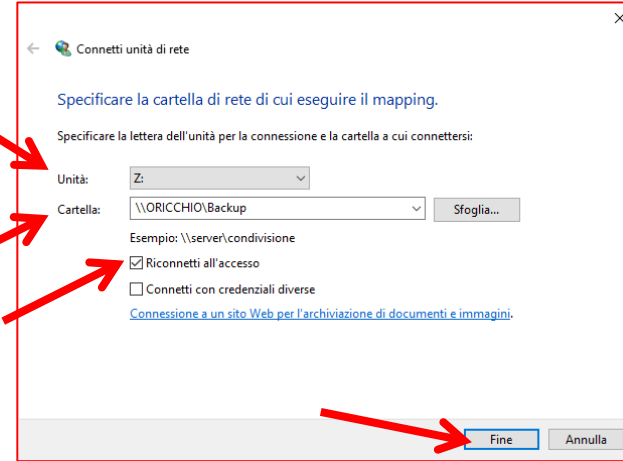 Connetti unità di rete
Specificare la cartella di rete di cui eseguire il mapping.
Specificare la lettera dell'unità per la connessione e la cartella a cui connettersi:
Unità: Z:
Cartella: \\ORICCHIO\Backup Sfoglia...
Esempio: \\server\condivisione
Riconnetti all'accesso
Connetti con credenziali diverse
Connessione a un sito Web per l'archiviazione di documenti e immagini.
Fine Annulla